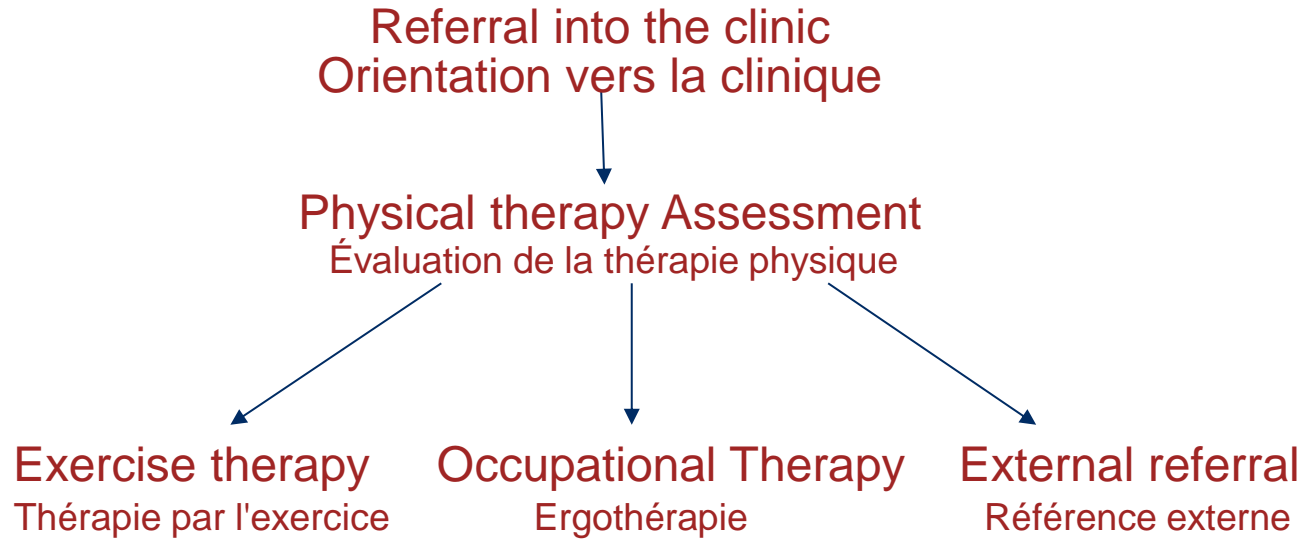 Referral into the clinic
Orientation vers la clinique
Physical therapy Assessment
Évaluation de la thérapie physique
Exercise therapy
Thérapie par l'exercice
Occupational Therapy
Ergothérapie
External referral
Référence externe